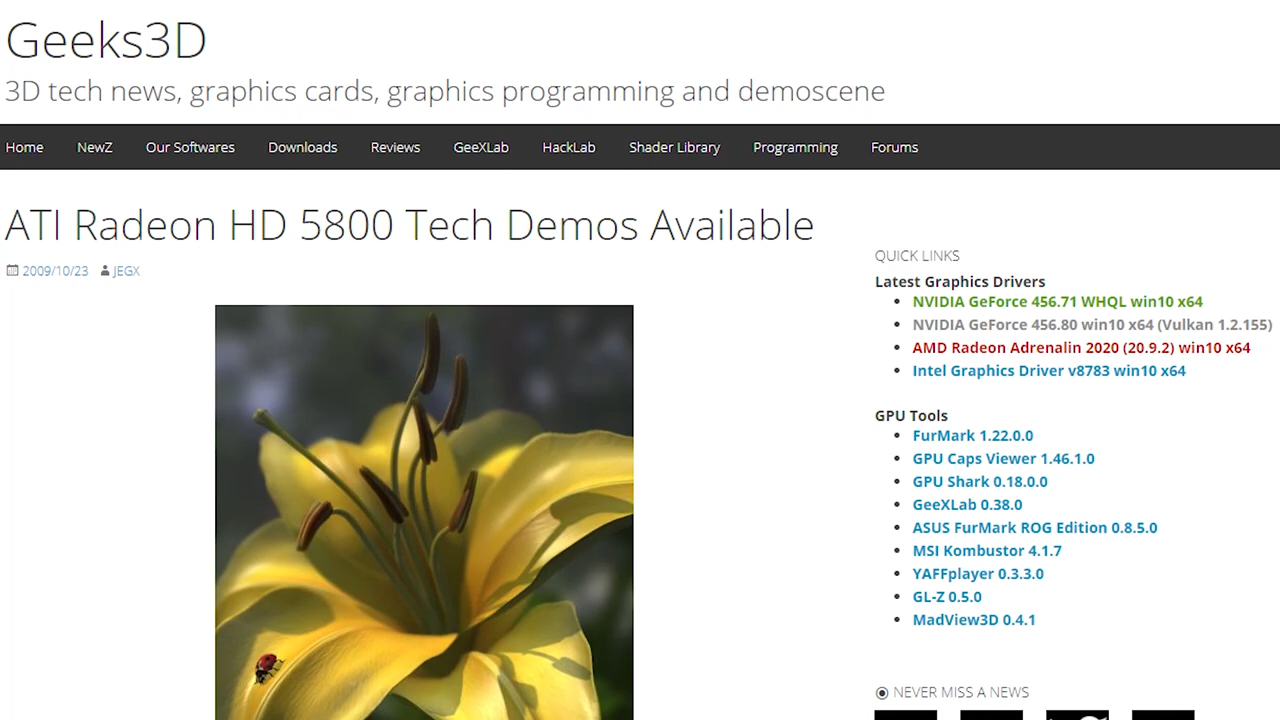 Geeks3D
3D tech news, graphics cards, graphics programming and demoscene
Home NewZ Our Softwares Downloads Reviews GeeXLab HackLab Shader Library Programming Forums
ATI Radeon HD 5800 Tech Demos Available
2009/10/23 JEGX
QUICK LINKS
Latest Graphics Drivers
NVIDIA GeForce 456.71 WHQL win10 x64
NVIDIA GeForce 456.80 win10 x64 (Vulkan 1.2.155)
AMD Radeon Adrenalin 2020 (20.9.2) win10 x64
Intel Graphics Driver v8783 win10 x64
GPU Tools
FurMark 1.22.0.0
GPU Caps Viewer 1.46.1.0
GPU Shark 0.18.0.0
GeeXLab 0.38.0
ASUS FurMark ROG Edition 0.8.5.0
MSI Kombustor 4.1.7
YAFFplayer 0.3.3.0
GL-Z 0.5.0
MadView3D 0.4.1
NEVER MISS A NEWS